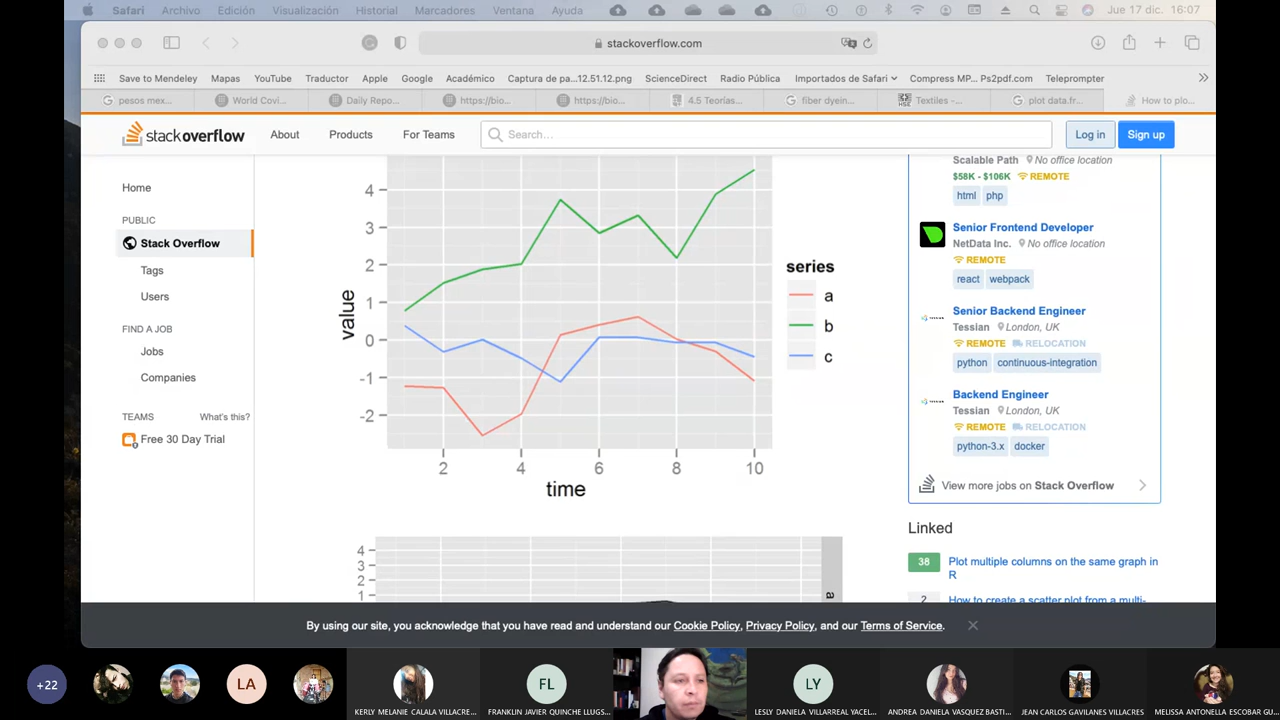 Safari Archivo Edición Visualización Historial Marcadores Ventana Ayuda Jue 17 dic. 16:07
stackoverflow.com
Save to Mendeley Mapas YouTube Traductor Apple Google Académico Captura de pa...12.51.12.png ScienceDirect Radio Pública Importados de Safari Compress MP... Ps2pdf.com Teleprompter
pesos mex... World Covi... Daily Repo... https://bio... https://bio... 4.5 Teorías... fiber dyein... Textiles -... plot data.fr... How to plo...
stackoverflow About Products For Teams Search... Log in Sign up
Home
PUBLIC
Stack Overflow
Tags
Users
FIND A JOB
Jobs
Companies
TEAMS What's this?
Free 30 Day Trial
4
3
2
1
0
-1
-2
value
2 4 6 8 10
time
series
a
b
c
4
3
2
1
a
Scalable Path No office location
$58K - $106K REMOTE
html php
Senior Frontend Developer
NetData Inc. No office location
REMOTE
react webpack
Senior Backend Engineer
Tessian London, UK
REMOTE RELOCATION
python continuous-integration
Backend Engineer
Tessian London, UK
REMOTE RELOCATION
python-3.x docker
View more jobs on Stack Overflow
Linked
38 Plot multiple columns on the same graph in
R
2 How to create a scatter plot from a multi-
By using our site, you acknowledge that you have read and understand our Cookie Policy, Privacy Policy, and our Terms of Service.
+22 LA FL LY
KERLY MELANIE CALALA VILLACRE... FRANKLIN JAVIER QUINCHE LLUGS... LESLY DANIELA VILLARREAL YACEL... ANDREA DANIELA VASQUEZ BASTI... JEAN CARLOS GAVILANES VILLACRES MELISSA ANTONELLA ESCOBAR GU...